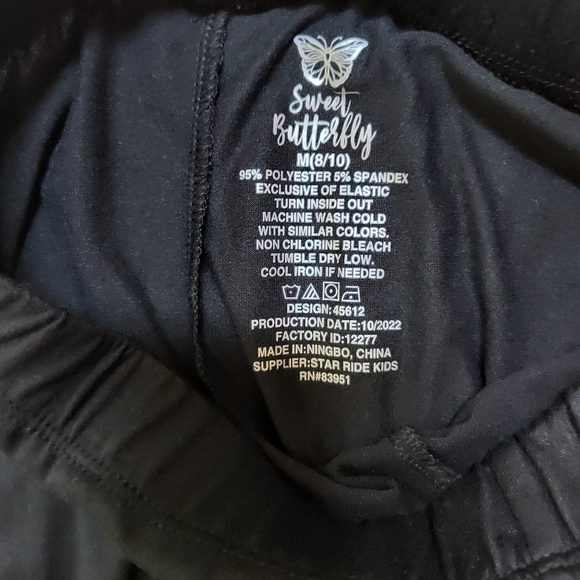 Sweet
Butterfly
M(8/10)
95% POLYESTER 5% SPANDEX
EXCLUSIVE OF ELASTIC
TURN INSIDE OUT
MACHINE WASH COLD
WITH SIMILAR COLORS.
NON CHLORINE BLEACH
TUMBLE DRY LOW.
COOL IRON IF NEEDED
DESIGN:45612
PRODUCTION DATE:10/2022
FACTORY ID:12277
MADE IN:NINGBO, CHINA
SUPPLIER:STAR RIDE KIDS
RN#83951